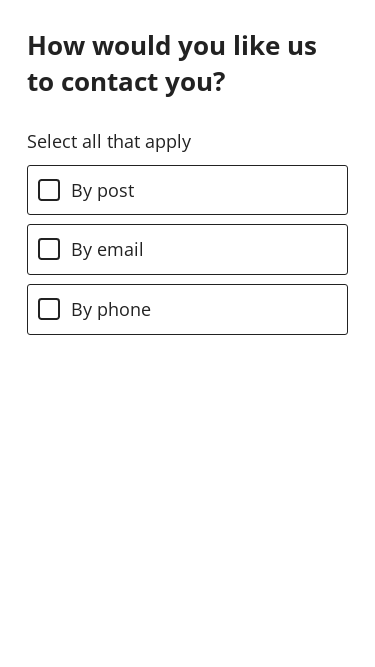 How would you like us
to contact you?
Select all that apply
By post
By email
By phone